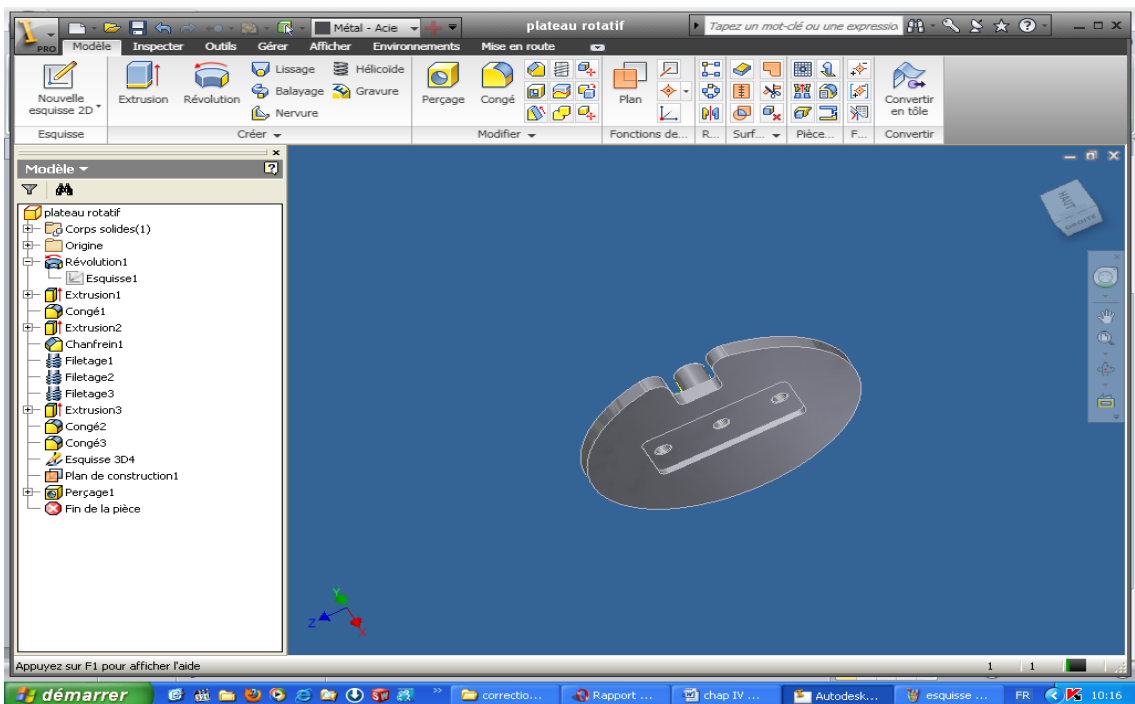 Métal - Acie
plateau rotatif
Tapez un mot-clé ou une expressio
PRO
Modèle Inspecter Outils Gérer Afficher Environnements Mise en route
Nouvelle esquisse 2D
Extrusion
Révolution
Lissage
Hélicoïde
Balayage
Gravure
Nervure
Perçage
Congé
Plan
Convertir en tôle
Esquisse Créer Modifier Fonctions de... R... Surf... Pièce... F... Convertir
Modèle
plateau rotatif
Corps solides(1)
Origine
Révolution1
Esquisse1
Extrusion1
Congé1
Extrusion2
Chanfrein1
Filetage1
Filetage2
Filetage3
Extrusion3
Congé2
Congé3
Esquisse 3D4
Plan de construction1
Perçage1
Fin de la pièce
HAUT
DROITE
Y
Z
X
Appuyez sur F1 pour afficher l'aide
1 1
démarrer correctio... Rapport ... chap IV ... Autodesk... esquisse ... FR 10:16